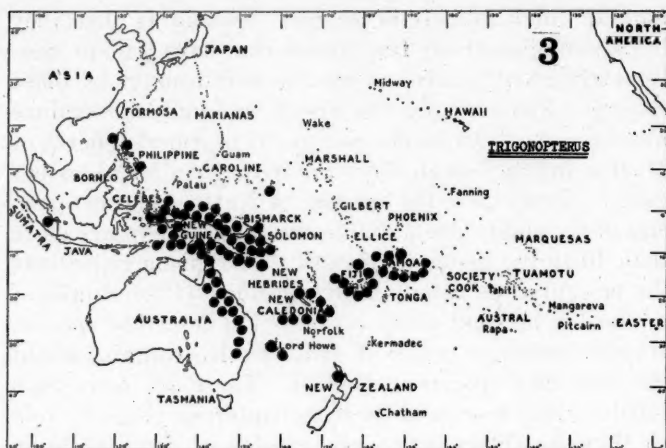 3
NORTH
AMERICA
ASIA
JAPAN
Midway
FORMOSA
MARIANAS
Wake
HAWAII
TRIGONOPTERUS
PHILIPPINE
Guam
MARSHALL
BORNEO
CAROLINE
Palau
Fanning
CELEBES
GILBERT
PHOENIX
SUMATRA
NEW
GUINEA
BISMARCK
SOLOMON
ELLICE
MARQUESAS
JAVA
SAMOA
NEW
HEBRIDES
FIJI
SOCIETY
TUAMOTU
COOK
Tahiti
NEW
CALEDONIA
TONGA
Mangareva
AUSTRALIA
AUSTRAL
Norfolk
Rapa
Pitcairn
EASTER
Lord Howe
Kermadec
TASMANIA
NEW
ZEALAND
Chatham